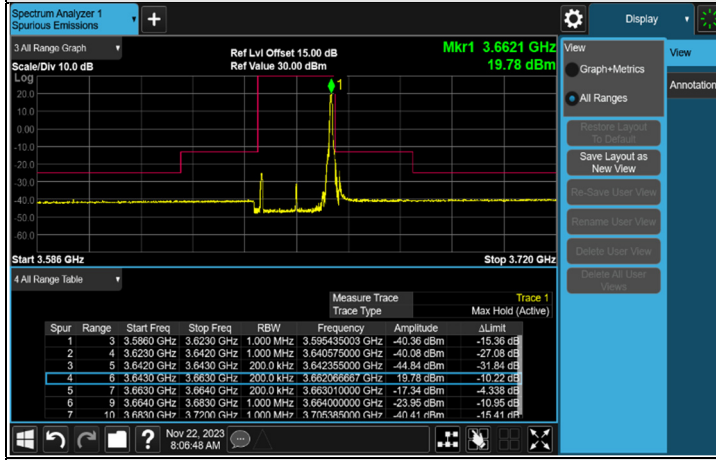 Spectrum Analyzer 1
Spurious Emissions
+
Display
3 All Range Graph
Ref Lvl Offset 15.00 dB
Mkr1 3.6621 GHz
Scale/Div 10.0 dB
Ref Value 30.00 dBm
19.78 dBm
Log
1
20.0
10.0
0.00
-10.0
-20.0
-30.0
-40.0
-50.0
-60.0
Start 3.586 GHz
Stop 3.720 GHz
View
Graph+Metrics
All Ranges
Restore Layout
To Default
Save Layout as
New View
Re-Save User View
Rename User View
Delete User View
Delete All User
Views
View
Annotation
4 All Range Table
Measure Trace Trace 1
Trace Type Max Hold (Active)
Spur Range Start Freq Stop Freq RBW Frequency Amplitude ΔLimit
1 3 3.5860 GHz 3.6230 GHz 1.000 MHz 3.595435003 GHz -40.36 dBm -15.36 dB
2 4 3.6230 GHz 3.6420 GHz 1.000 MHz 3.640575000 GHz -40.08 dBm -27.08 dB
3 5 3.6420 GHz 3.6430 GHz 200.0 kHz 3.642355000 GHz -44.84 dBm -31.84 dB
4 6 3.6430 GHz 3.6630 GHz 200.0 kHz 3.662066667 GHz 19.78 dBm -10.22 dB
5 7 3.6630 GHz 3.6640 GHz 200.0 kHz 3.663010000 GHz -17.34 dBm -4.338 dB
6 9 3.6640 GHz 3.6830 GHz 1.000 MHz 3.664000000 GHz -23.95 dBm -10.95 dB
7 10 3.6830 GHz 3.7200 GHz 1.000 MHz 3.705385000 GHz -40.41 dBm -15.41 dB
?
Nov 22, 2023
8:06:48 AM